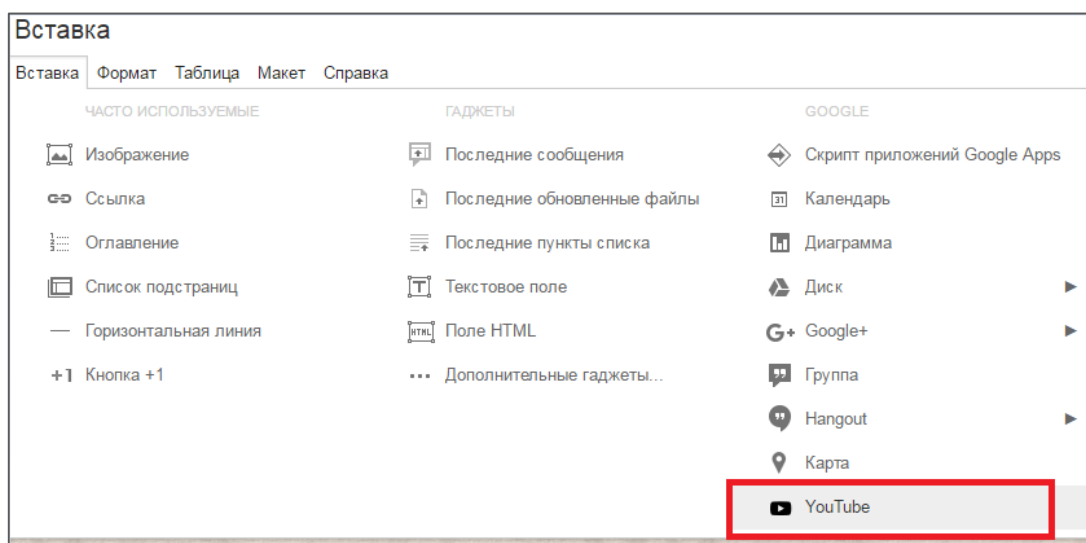 Вставка
Вставка Формат Таблица Макет Справка
ЧАСТО ИСПОЛЬЗУЕМЫЕ
Изображение
Ссылка
Оглавление
Список подстраниц
Горизонтальная линия
+1 Кнопка +1
ГАДЖЕТЫ
Последние сообщения
Последние обновленные файлы
Последние пункты списка
T Текстовое поле
HTML Поле HTML
Дополнительные гаджеты...
GOOGLE
Скрипт приложений Google Apps
31 Календарь
Диаграмма
Диск
G+ Google+
Группа
Hangout
Карта
YouTube